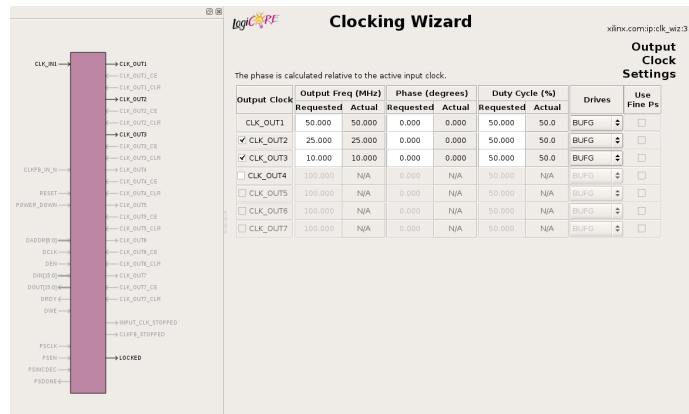 LogiCORE
Clocking Wizard
xilinx.com:ip:clk_wiz:3
Output
Clock
Settings
The phase is calculated relative to the active input clock.
Output Clock Output Freq (MHz) Phase (degrees) Duty Cycle (%) Drives Use Fine Ps
Requested Actual Requested Actual Requested Actual
CLK_OUT1 50.000 50.000 0.000 0.000 50.000 50.0 BUFG
CLK_OUT2 25.000 25.000 0.000 0.000 50.000 50.0 BUFG
CLK_OUT3 10.000 10.000 0.000 0.000 50.000 50.0 BUFG
CLK_OUT4 100.000 N/A 0.000 N/A 50.000 N/A BUFG
CLK_OUT5 100.000 N/A 0.000 N/A 50.000 N/A BUFG
CLK_OUT6 100.000 N/A 0.000 N/A 50.000 N/A BUFG
CLK_OUT7 100.000 N/A 0.000 N/A 50.000 N/A BUFG
CLK_IN1
CLKFB_IN_N
RESET
POWER_DOWN
DADDR[6:0]
DCLK
DEN
DIN[15:0]
DOUT[15:0]
DRDY
DWE
PSCLK
PSEN
PSINCDEC
PSDONE
CLK_OUT1
CLK_OUT1_CE
CLK_OUT1_CLR
CLK_OUT2
CLK_OUT2_CE
CLK_OUT2_CLR
CLK_OUT3
CLK_OUT3_CE
CLK_OUT3_CLR
CLK_OUT4
CLK_OUT4_CE
CLK_OUT4_CLR
CLK_OUT5
CLK_OUT5_CE
CLK_OUT5_CLR
CLK_OUT6
CLK_OUT6_CE
CLK_OUT6_CLR
CLK_OUT7
CLK_OUT7_CE
CLK_OUT7_CLR
INPUT_CLK_STOPPED
CLKFB_STOPPED
LOCKED